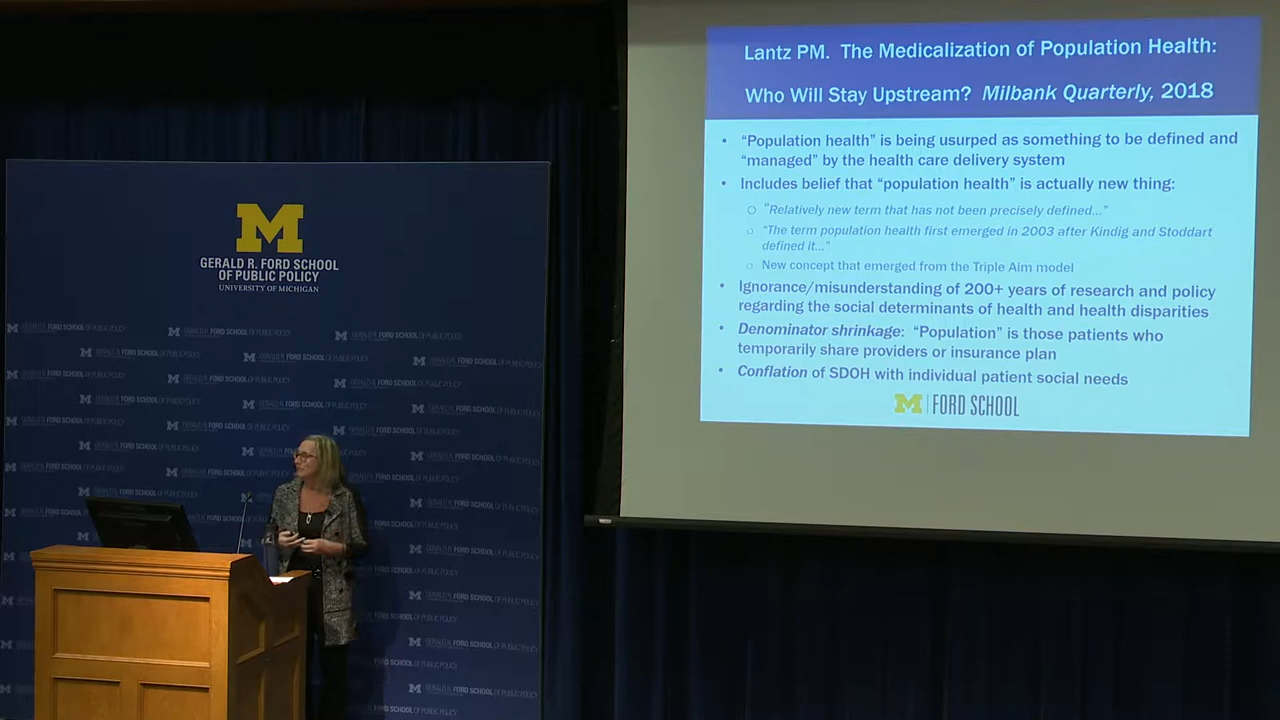 Lantz PM. The Medicalization of Population Health:
Who Will Stay Upstream? Milbank Quarterly, 2018
• “Population health” is being usurped as something to be defined and
“managed” by the health care delivery system
• Includes belief that “population health” is actually new thing:
○ “Relatively new term that has not been precisely defined...”
○ “The term population health first emerged in 2003 after Kindig and Stoddart
defined it...”
○ New concept that emerged from the Triple Aim model
• Ignorance/misunderstanding of 200+ years of research and policy
regarding the social determinants of health and health disparities
• Denominator shrinkage: “Population” is those patients who
temporarily share providers or insurance plan
• Conflation of SDOH with individual patient social needs
M | FORD SCHOOL
M
GERALD R. FORD SCHOOL
OF PUBLIC POLICY
UNIVERSITY OF MICHIGAN